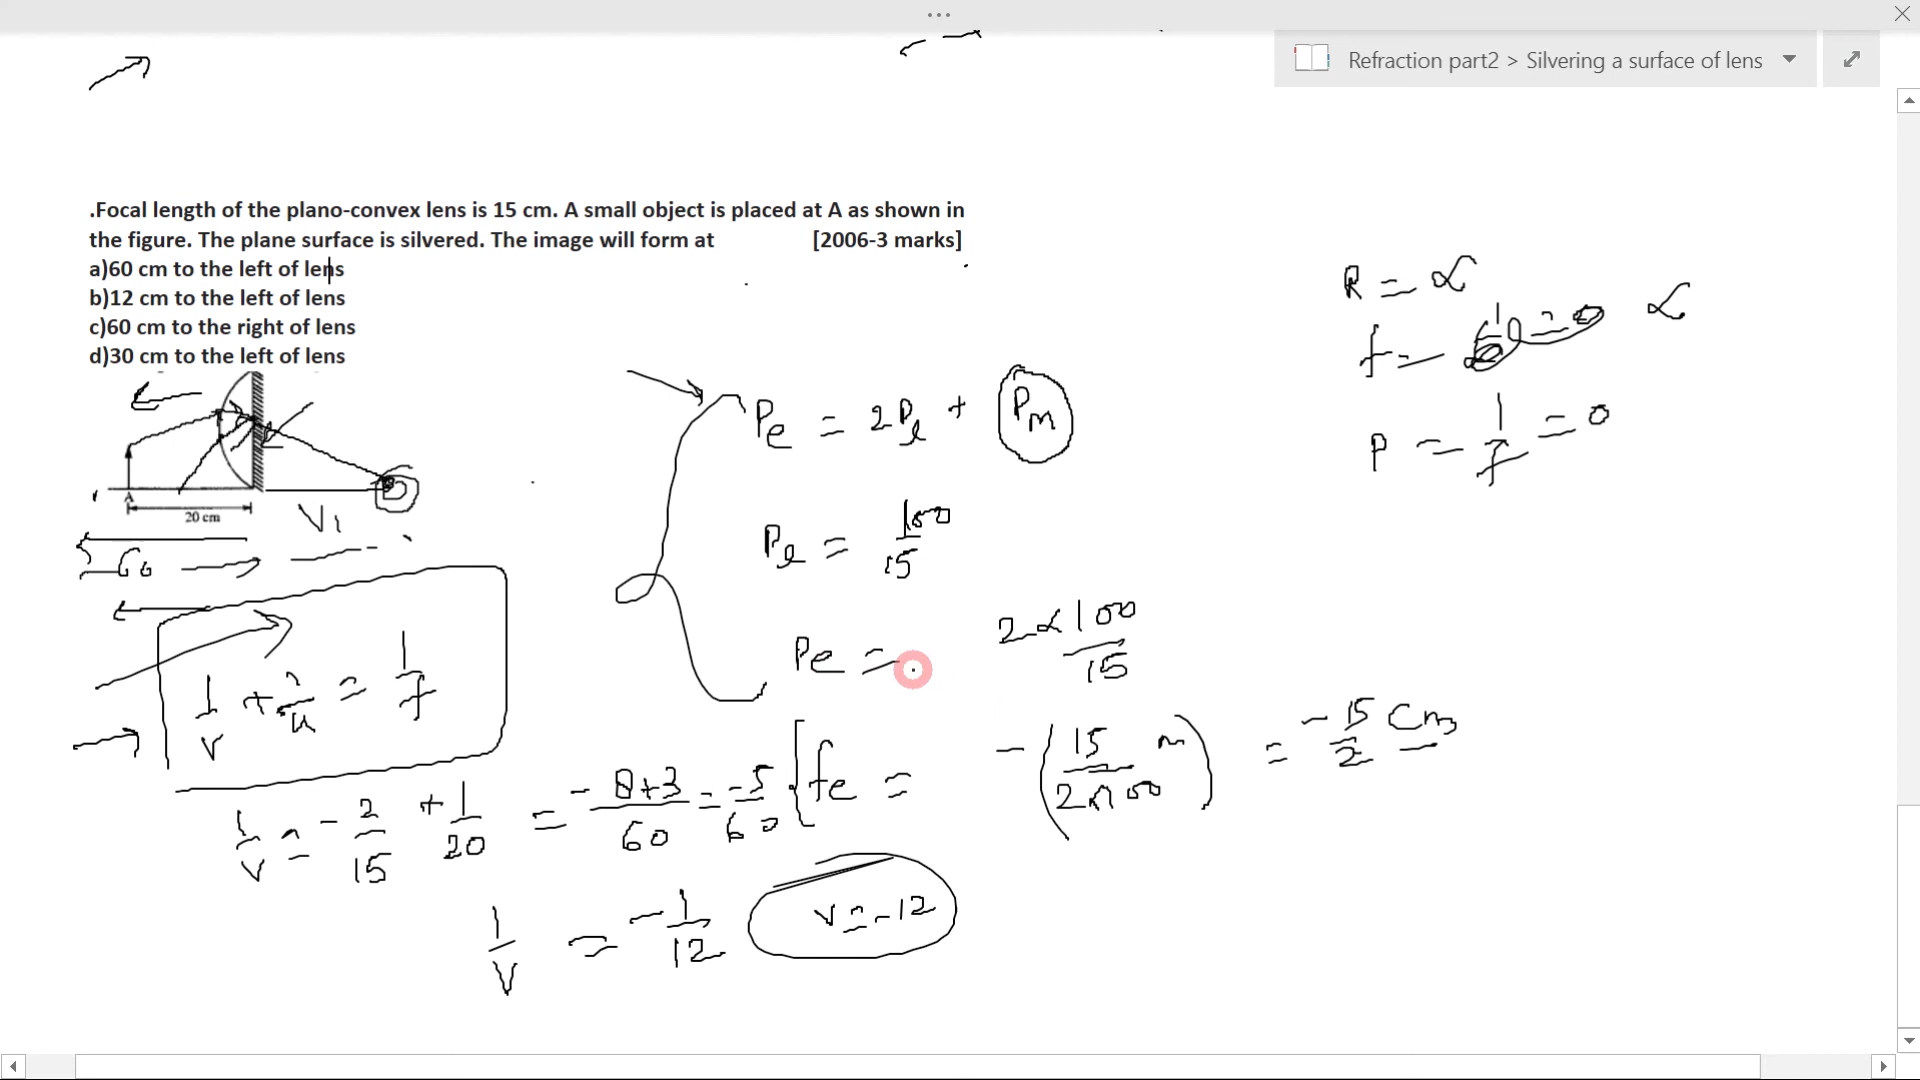 Refraction part2 > Silvering a surface of lens
.Focal length of the plano-convex lens is 15 cm. A small object is placed at A as shown in
the figure. The plane surface is silvered. The image will form at [2006-3 marks]
a)60 cm to the left of lens
b)12 cm to the left of lens
c)60 cm to the right of lens
d)30 cm to the left of lens
A
20 cm
V1
60
R = ∝
f =
∝
P = 1/f = 0
Pe = 2Pl + Pm
Pl = 100/15
Pe = 2×100/15
fe = -(15/2×100 m) = -15/2 cm
1/v + 1/u = 1/f
1/v = -2/15 + 1/20 = -8+3/60 = -5/60
1/v = -1/12
v = -12